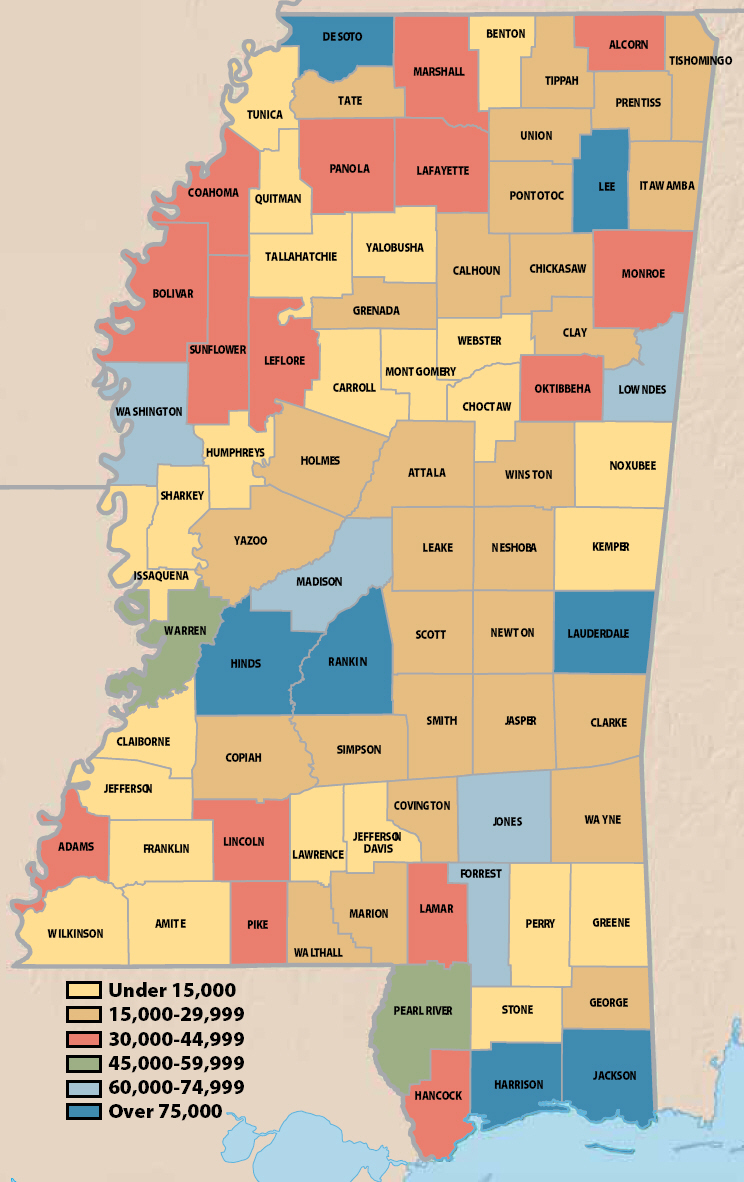 DE SOTO
BENTON
ALCORN
MARSHALL
TISHOMINGO
TIPPAH
TATE
PRENTISS
TUNICA
UNION
PANOLA
LAFAYETTE
LEE
ITAWAMBA
COAHOMA
QUITMAN
PONTOTOC
YALOBUSHA
TALLAHATCHIE
CALHOUN
CHICKASAW
MONROE
BOLIVAR
GRENADA
CLAY
WEBSTER
SUNFLOWER
LEFLORE
MONTGOMERY
CARROLL
OKTIBBEHA
LOWNDES
CHOCTAW
WASHINGTON
HUMPHREYS
HOLMES
NOXUBEE
ATTALA
WINSTON
SHARKEY
YAZOO
LEAKE
NESHOBA
KEMPER
ISSAQUENA
MADISON
WARREN
SCOTT
NEWTON
LAUDERDALE
HINDS
RANKIN
SMITH
JASPER
CLARKE
CLAIBORNE
COPIAH
SIMPSON
JEFFERSON
COVINGTON
JONES
WAYNE
ADAMS
FRANKLIN
LINCOLN
LAWRENCE
JEFFERSON
DAVIS
FORREST
LAMAR
MARION
WILKINSON
AMITE
PIKE
PERRY
GREENE
WALTHALL
PEARL RIVER
STONE
GEORGE
HANCOCK
HARRISON
JACKSON
Under 15,000
15,000-29,999
30,000-44,999
45,000-59,999
60,000-74,999
Over 75,000